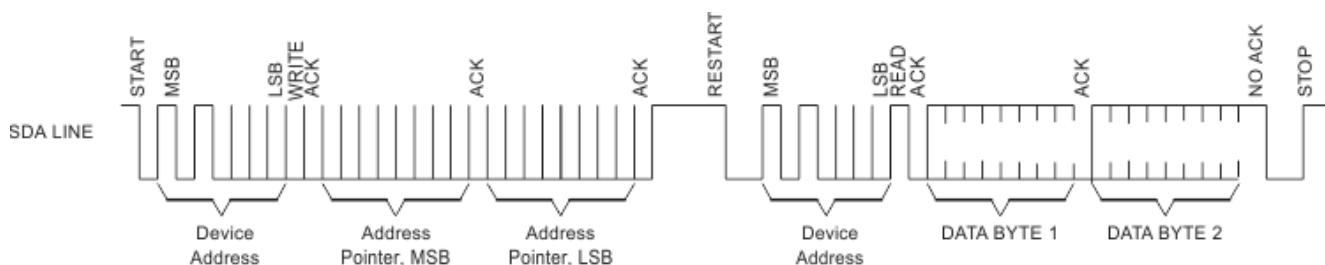 START
MSB
LSB
WRITE
ACK
ACK
ACK
RESTART
MSB
LSB
READ
ACK
ACK
NO ACK
STOP
SDA LINE
Device
Address
Address
Pointer, MSB
Address
Pointer, LSB
Device
Address
DATA BYTE 1
DATA BYTE 2